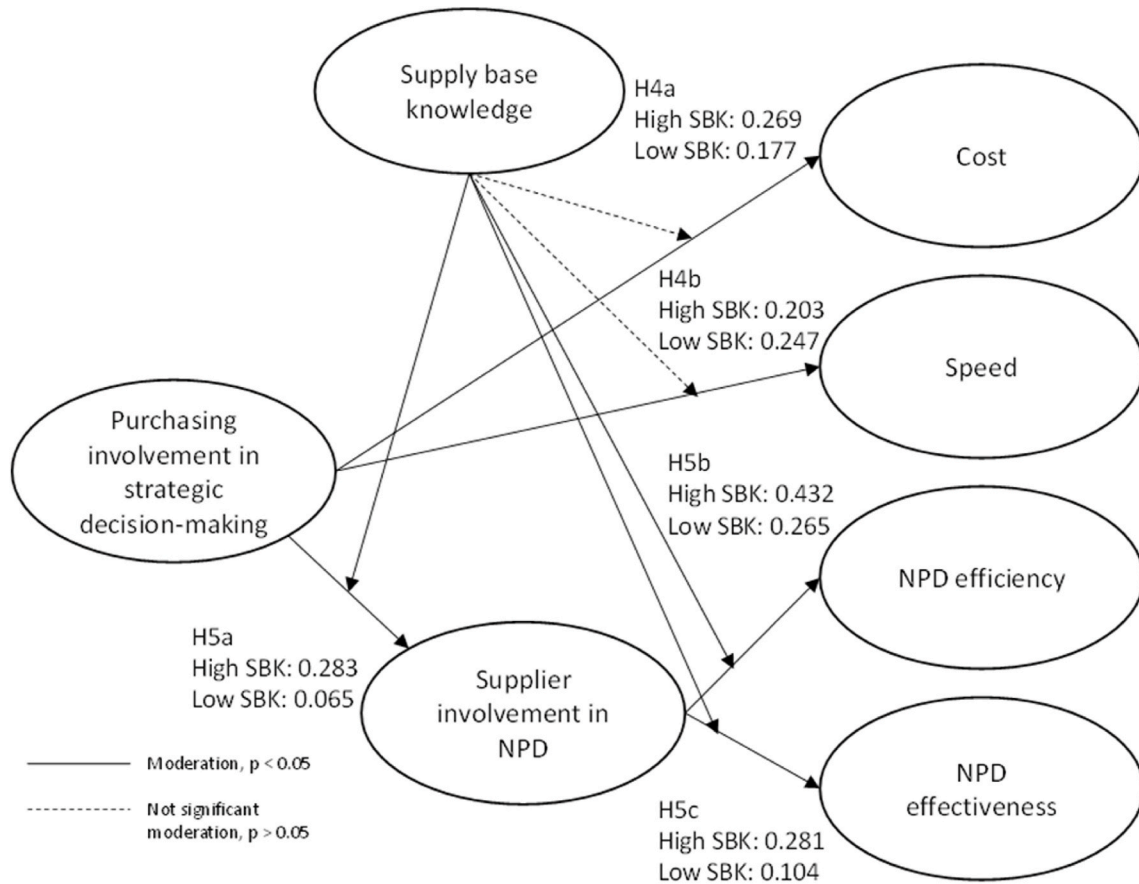 Supply base
knowledge
H4a
High SBK: 0.269
Low SBK: 0.177
Cost
H4b
High SBK: 0.203
Low SBK: 0.247
Speed
Purchasing
involvement in
strategic
decision-making
H5b
High SBK: 0.432
Low SBK: 0.265
NPD efficiency
H5a
High SBK: 0.283
Low SBK: 0.065
Supplier
involvement in
NPD
NPD
effectiveness
H5c
High SBK: 0.281
Low SBK: 0.104
Moderation, p < 0.05
Not significant
moderation, p > 0.05